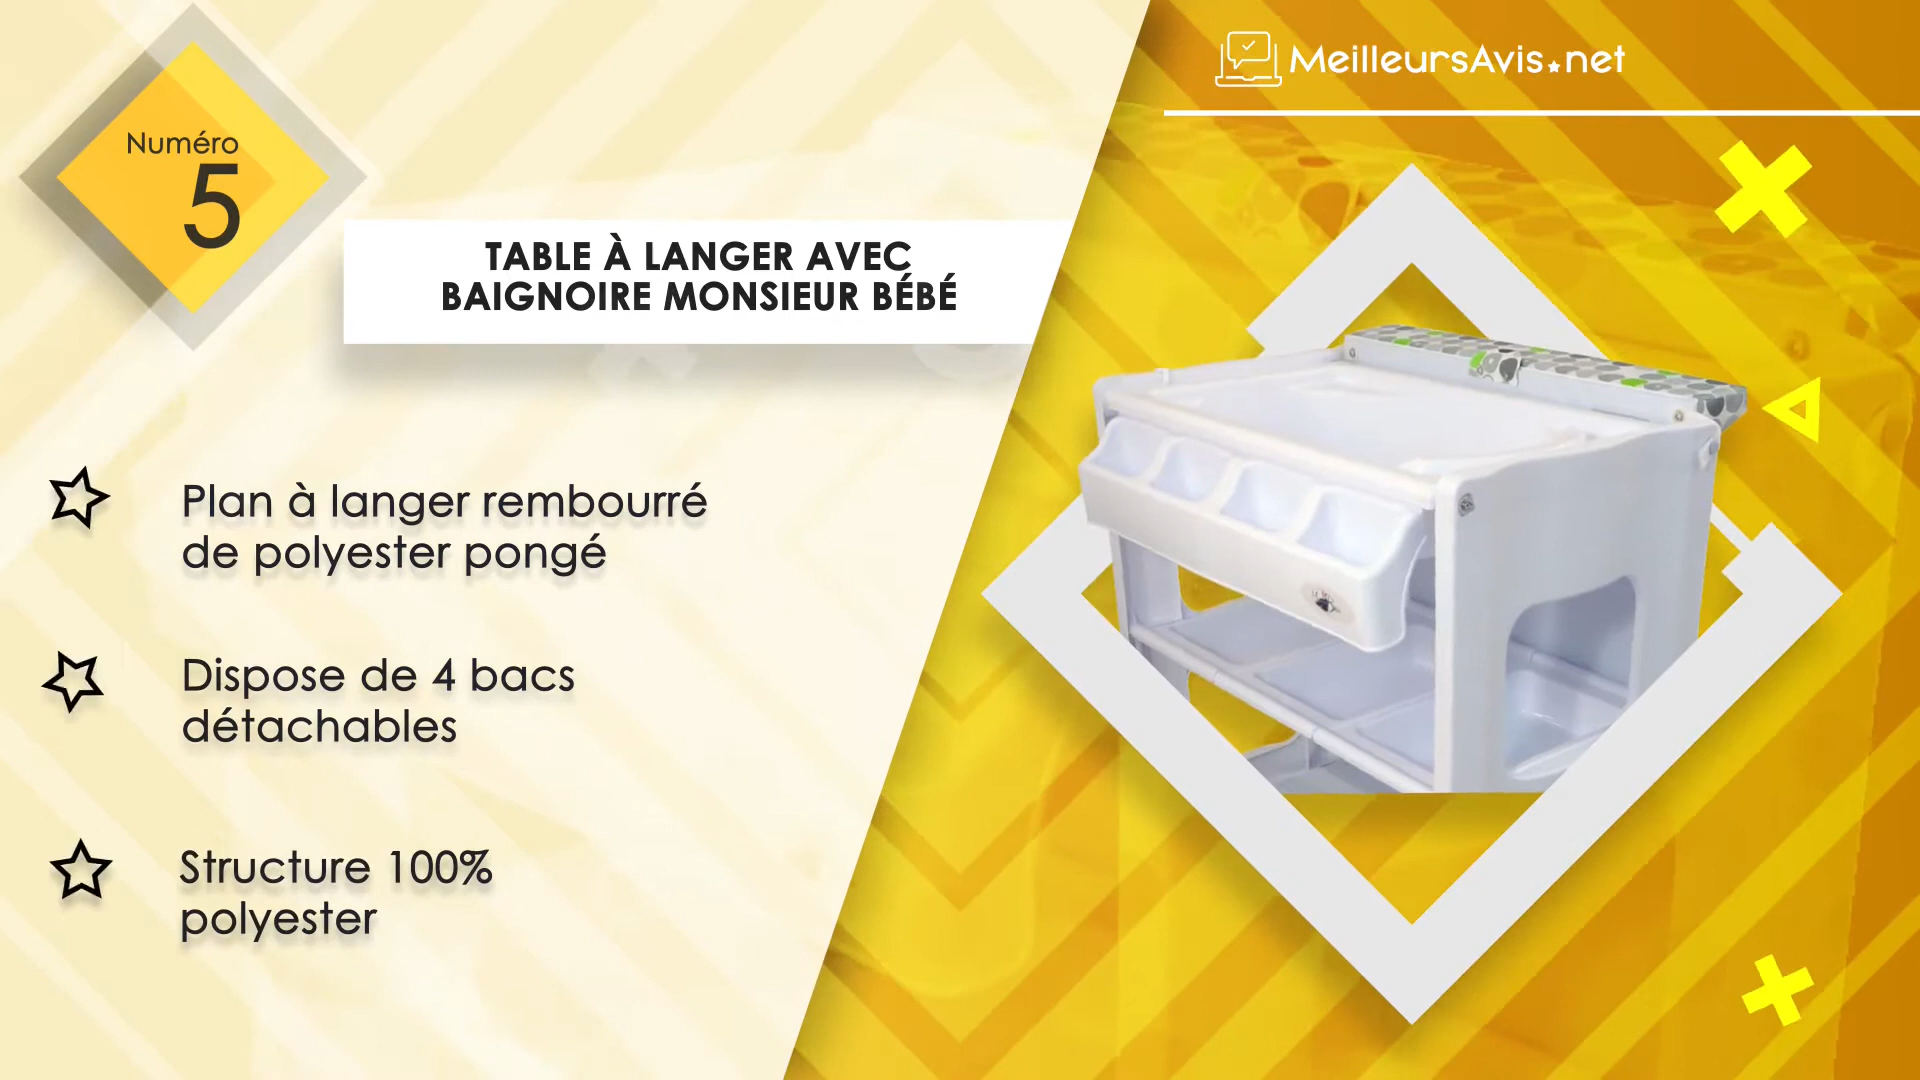 Numéro
5
MeilleursAvis.net
TABLE À LANGER AVEC
BAIGNOIRE MONSIEUR BÉBÉ
Plan à langer rembourré
de polyester pongé
Dispose de 4 bacs
détachables
Structure 100%
polyester